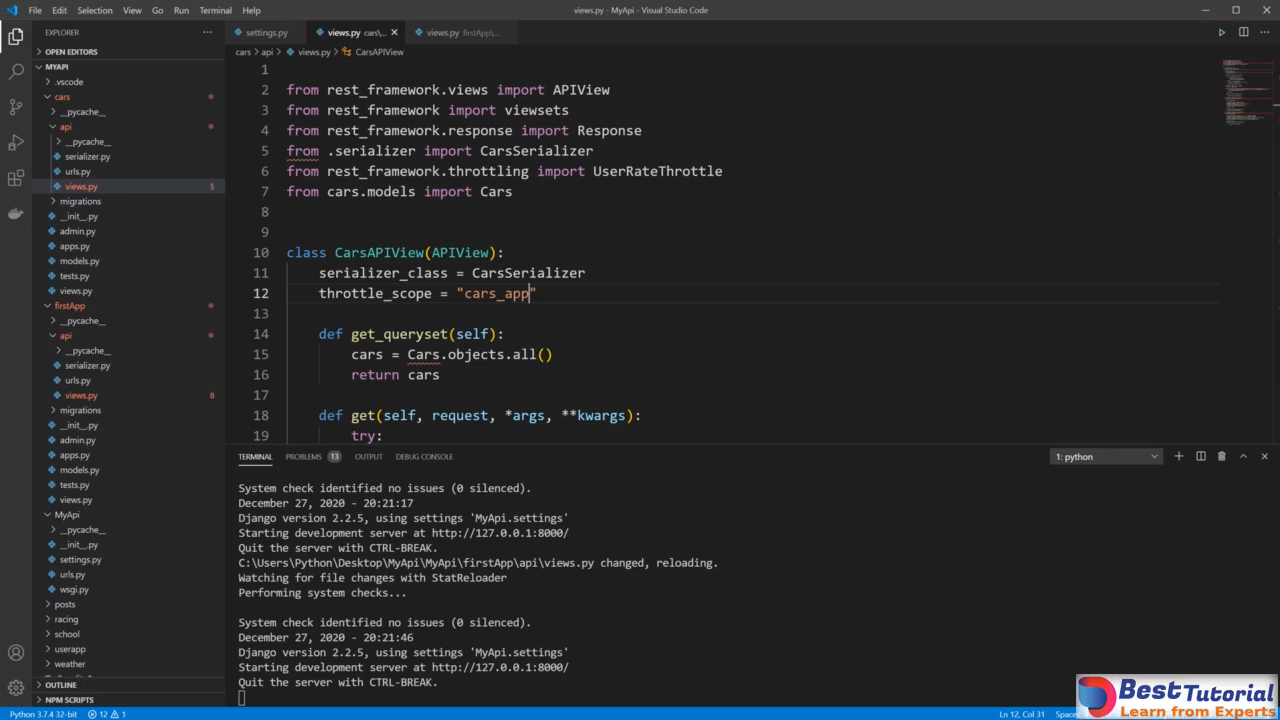 File Edit Selection View Go Run Terminal Help
views.py - MyApi - Visual Studio Code
EXPLORER
settings.py
views.py cars\...
views.py firstApp\...
OPEN EDITORS
cars > api > views.py > CarsAPIView
MYAPI
.vscode
cars
__pycache__
api
__pycache__
serializer.py
urls.py
views.py 5
migrations
__init__.py
admin.py
apps.py
models.py
tests.py
views.py
firstApp
__pycache__
api
__pycache__
serializer.py
urls.py
views.py 8
migrations
__init__.py
admin.py
apps.py
models.py
tests.py
views.py
MyApi
__pycache__
__init__.py
settings.py
urls.py
wsgi.py
posts
racing
school
userapp
weather
OUTLINE
NPM SCRIPTS
1
2 from rest_framework.views import APIView
3 from rest_framework import viewsets
4 from rest_framework.response import Response
5 from .serializer import CarsSerializer
6 from rest_framework.throttling import UserRateThrottle
7 from cars.models import Cars
8
9
10 class CarsAPIView(APIView):
11 serializer_class = CarsSerializer
12 throttle_scope = "cars_app"
13
14 def get_queryset(self):
15 cars = Cars.objects.all()
16 return cars
17
18 def get(self, request, *args, **kwargs):
19 try:
TERMINAL PROBLEMS 13 OUTPUT DEBUG CONSOLE
1: python
System check identified no issues (0 silenced).
December 27, 2020 - 20:21:17
Django version 2.2.5, using settings 'MyApi.settings'
Starting development server at http://127.0.0.1:8000/
Quit the server with CTRL-BREAK.
C:\Users\Python\Desktop\MyApi\MyApi\firstApp\api\views.py changed, reloading.
Watching for file changes with StatReloader
Performing system checks...
System check identified no issues (0 silenced).
December 27, 2020 - 20:21:46
Django version 2.2.5, using settings 'MyApi.settings'
Starting development server at http://127.0.0.1:8000/
Quit the server with CTRL-BREAK.
Python 3.7.4 32-bit 12 1
Ln 12, Col 31
BestTutorial
Learn from Experts